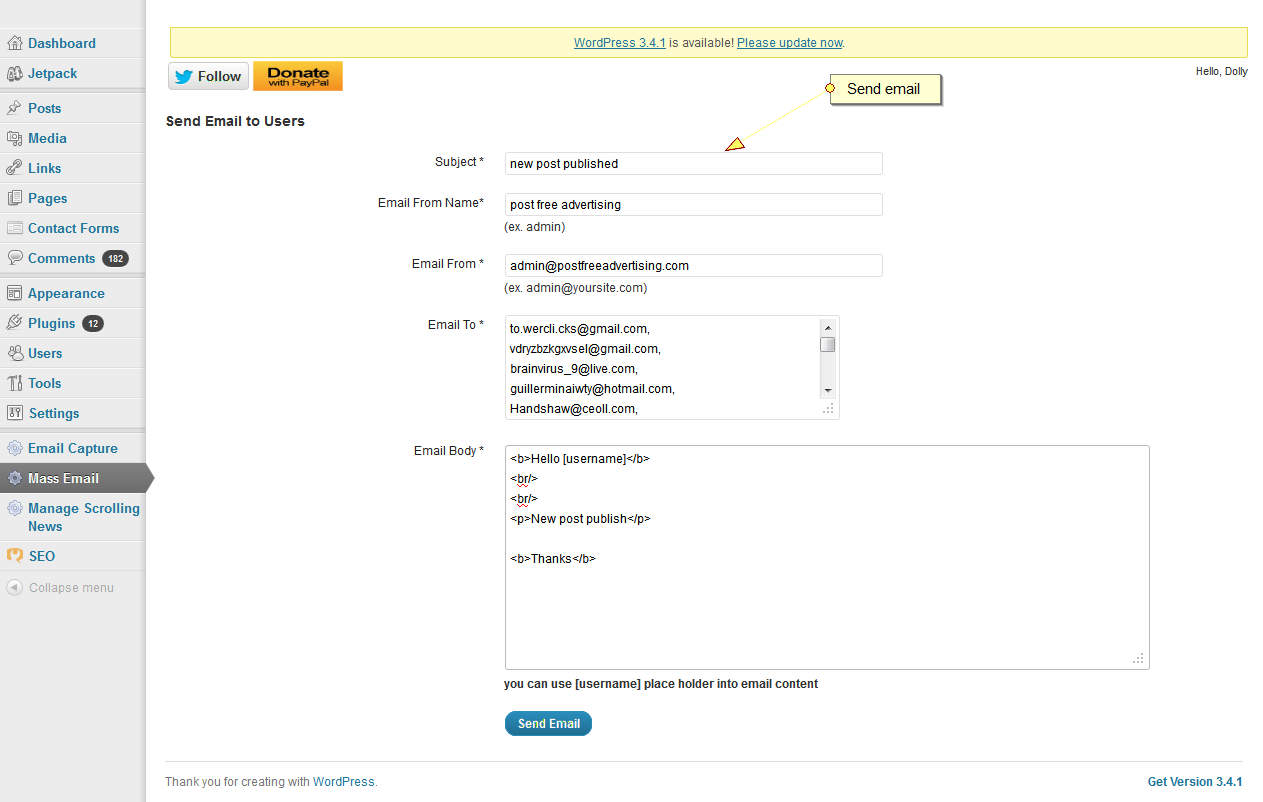 Dashboard
Jetpack
Posts
Media
Links
Pages
Contact Forms
Comments 182
Appearance
Plugins 12
Users
Tools
Settings
Email Capture
Mass Email
Manage Scrolling
News
SEO
Collapse menu
WordPress 3.4.1 is available! Please update now.
Follow
Donate
with PayPal
Hello, Dolly
Send email
Send Email to Users
Subject *
new post published
Email From Name*
post free advertising
(ex. admin)
Email From *
admin@postfreeadvertising.com
(ex. admin@yoursite.com)
Email To *
to.wercli.cks@gmail.com,
vdryzbzkgxvsel@gmail.com,
brainvirus_9@live.com,
guillerminaiwty@hotmail.com,
Handshaw@ceoll.com,
Email Body *
<b>Hello [username]</b>
<br/>
<br/>
<p>New post publish</p>
<b>Thanks</b>
you can use [username] place holder into email content
Send Email
Thank you for creating with WordPress.
Get Version 3.4.1